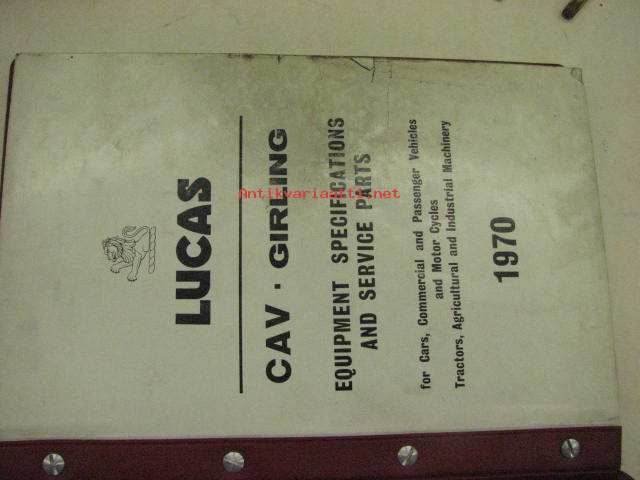 LUCAS
CAV · GIRLING
EQUIPMENT SPECIFICATIONS
AND SERVICE PARTS
for Cars, Commercial and Passenger Vehicles
and Motor Cycles
Tractors, Agricultural and Industrial Machinery
1970
Antikvariaatti.net